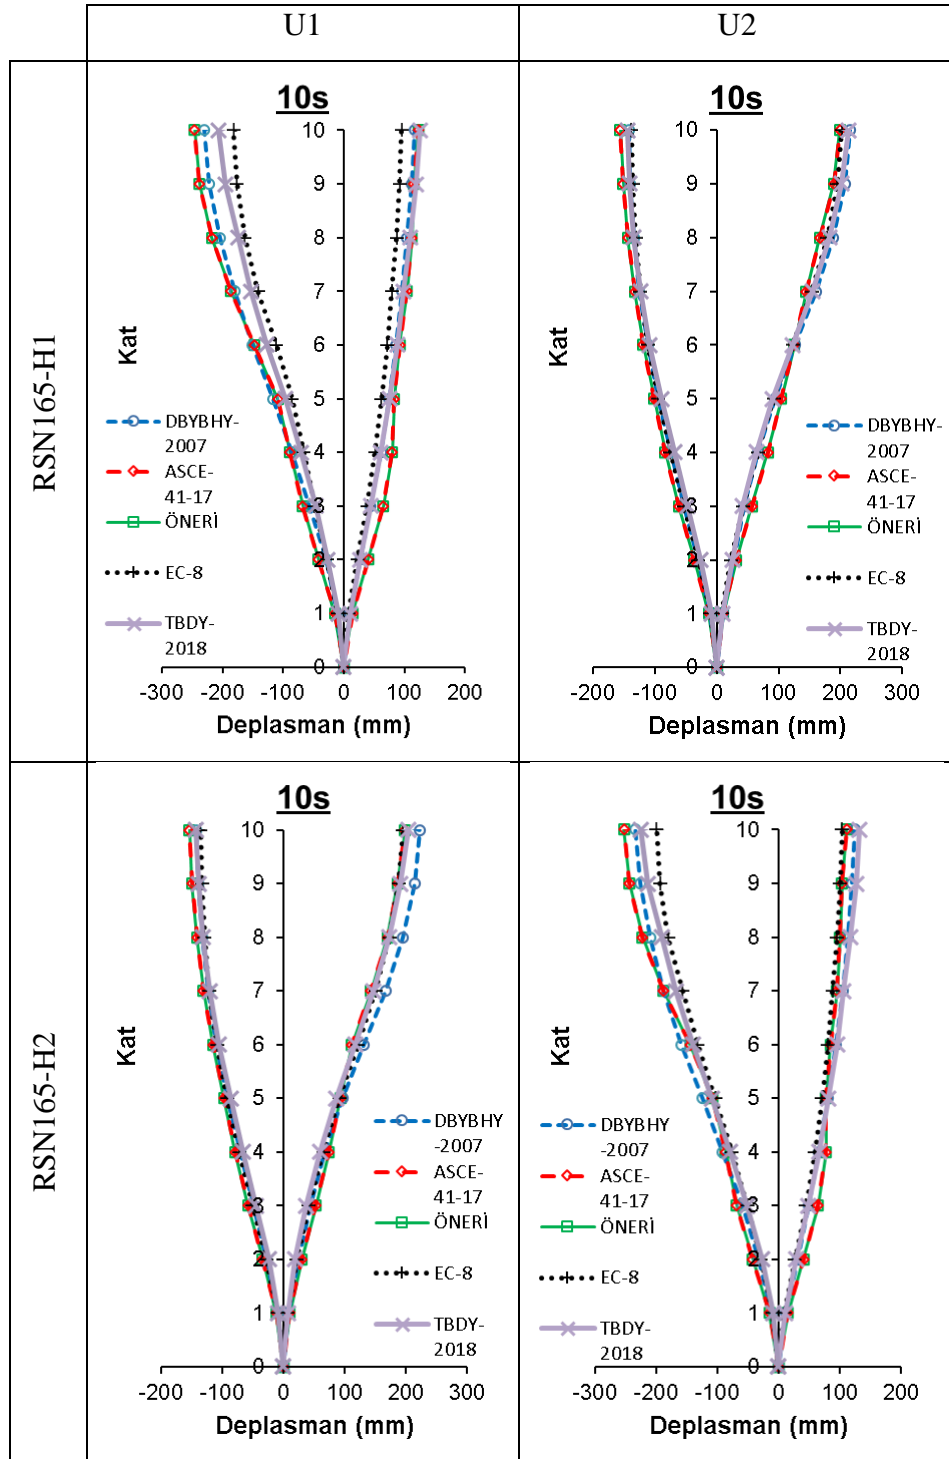 U1
U2
RSN165-H1
10s
10
9
8
7
6
5
4
3
2
1
0
Kat
DBYBHY-
2007
ASCE-
41-17
ÖNERİ
EC-8
TBDY-
2018
-300 -200 -100 0 100 200
Deplasman (mm)
10s
10
9
8
7
6
5
4
3
2
1
0
Kat
DBYBHY-
2007
ASCE-
41-17
ÖNERİ
EC-8
TBDY-
2018
-200 -100 0 100 200 300
Deplasman (mm)
RSN165-H2
10s
10
9
8
7
6
5
4
3
2
1
0
Kat
DBYBHY
-2007
ASCE-
41-17
ÖNERİ
EC-8
TBDY-
2018
-200 -100 0 100 200 300
Deplasman (mm)
10s
10
9
8
7
6
5
4
3
2
1
0
Kat
DBYBHY
-2007
ASCE-
41-17
ÖNERİ
EC-8
TBDY-
2018
-300 -200 -100 0 100 200
Deplasman (mm)